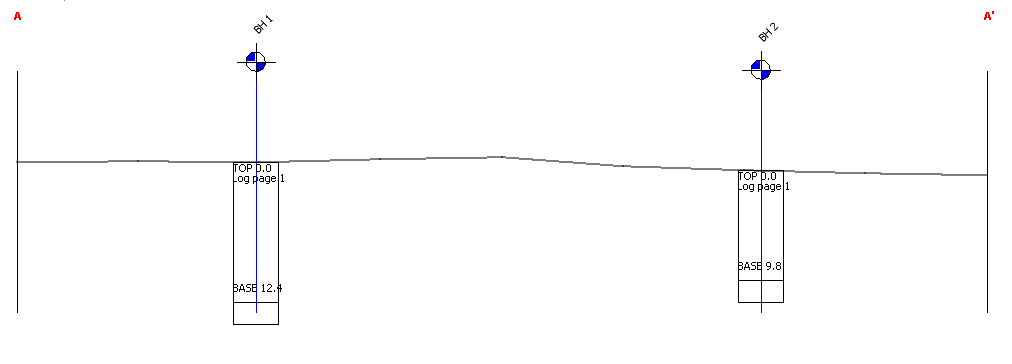 A
BH 1
BH 2
A'
TOP 0.0
Log page 1
TOP 0.0
Log page 1
BASE 9.8
BASE 12.4